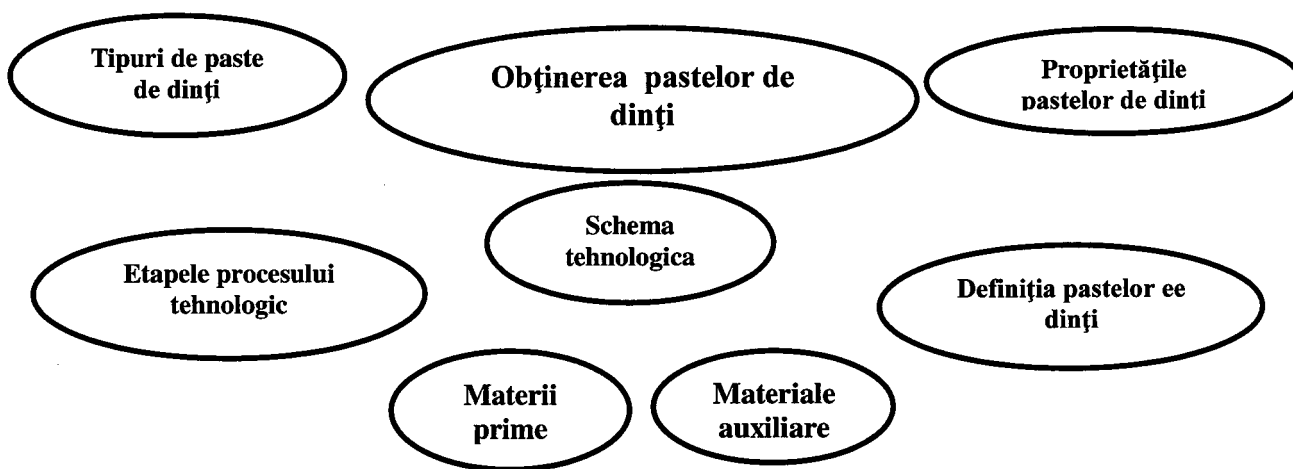 Tipuri de paste
de dinţi
Obţinerea pastelor de
dinţi
Proprietăţile
pastelor de dinţi
Schema
tehnologica
Etapele procesului
tehnologic
Definiţia pastelor ee
dinţi
Materii
prime
Materiale
auxiliare